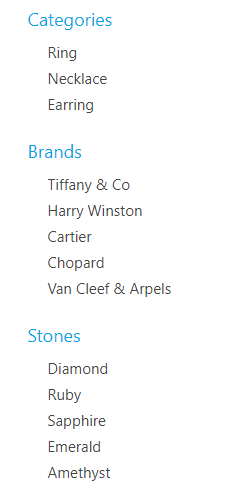 Categories
Ring
Necklace
Earring
Brands
Tiffany & Co
Harry Winston
Cartier
Chopard
Van Cleef & Arpels
Stones
Diamond
Ruby
Sapphire
Emerald
Amethyst